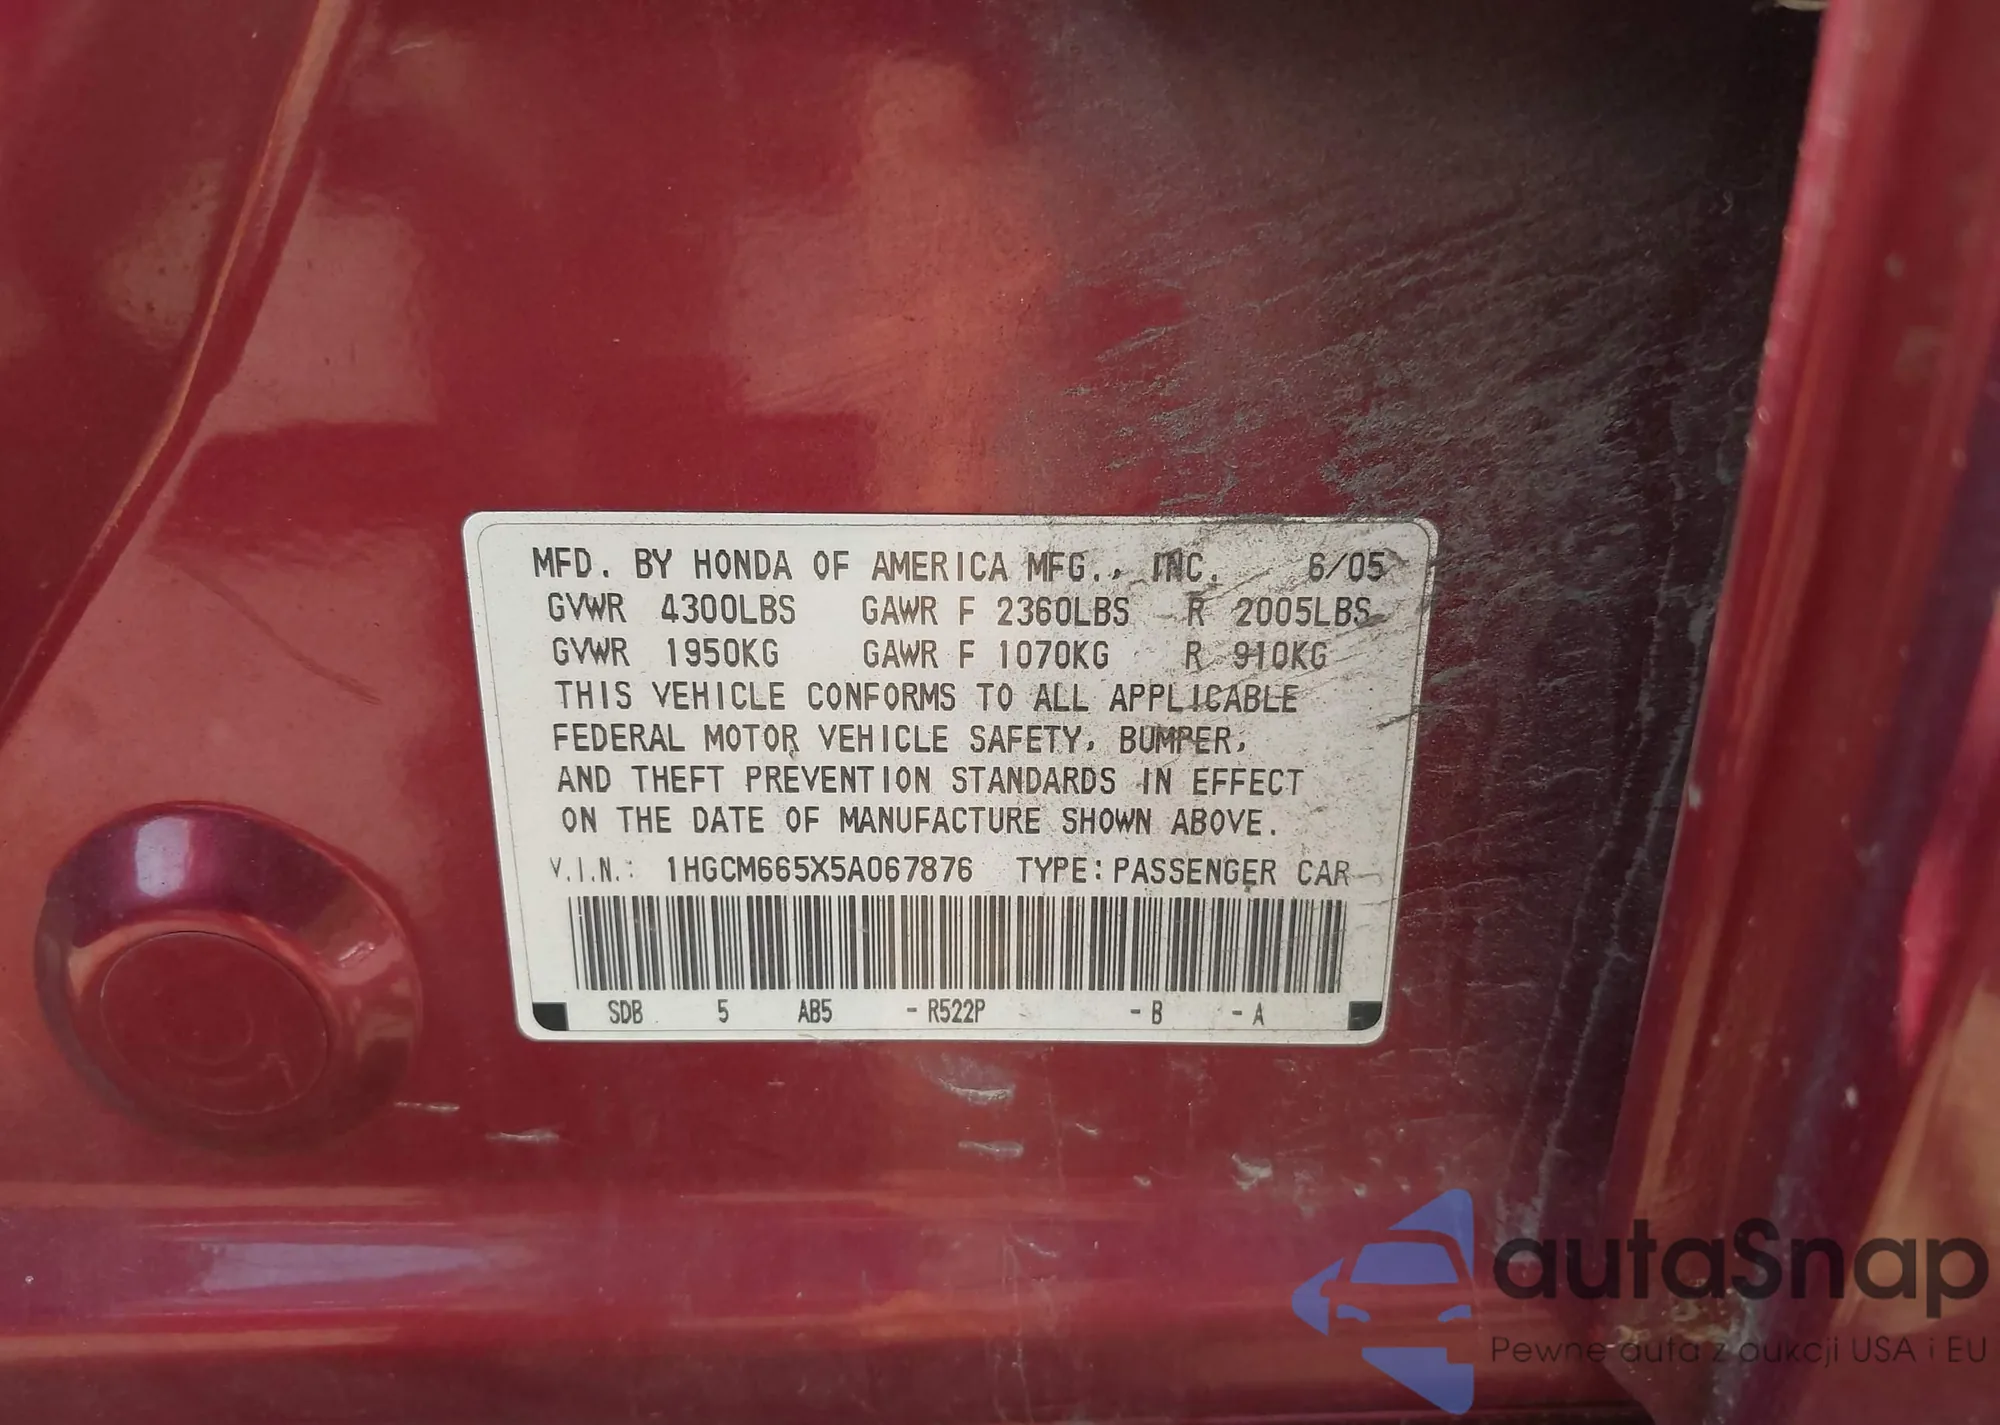 MFD. BY HONDA OF AMERICA MFG., INC. 6/05
GVWR 4300LBS GAWR F 2360LBS R 2005LBS
GVWR 1950KG GAWR F 1070KG R 910KG
THIS VEHICLE CONFORMS TO ALL APPLICABLE
FEDERAL MOTOR VEHICLE SAFETY, BUMPER,
AND THEFT PREVENTION STANDARDS IN EFFECT
ON THE DATE OF MANUFACTURE SHOWN ABOVE.
V.I.N.: 1HGCM665X5A067876 TYPE: PASSENGER CAR
SDB 5 AB5 - R522P - B - A
autaSnap
Pewne auta z aukcji USA i EU